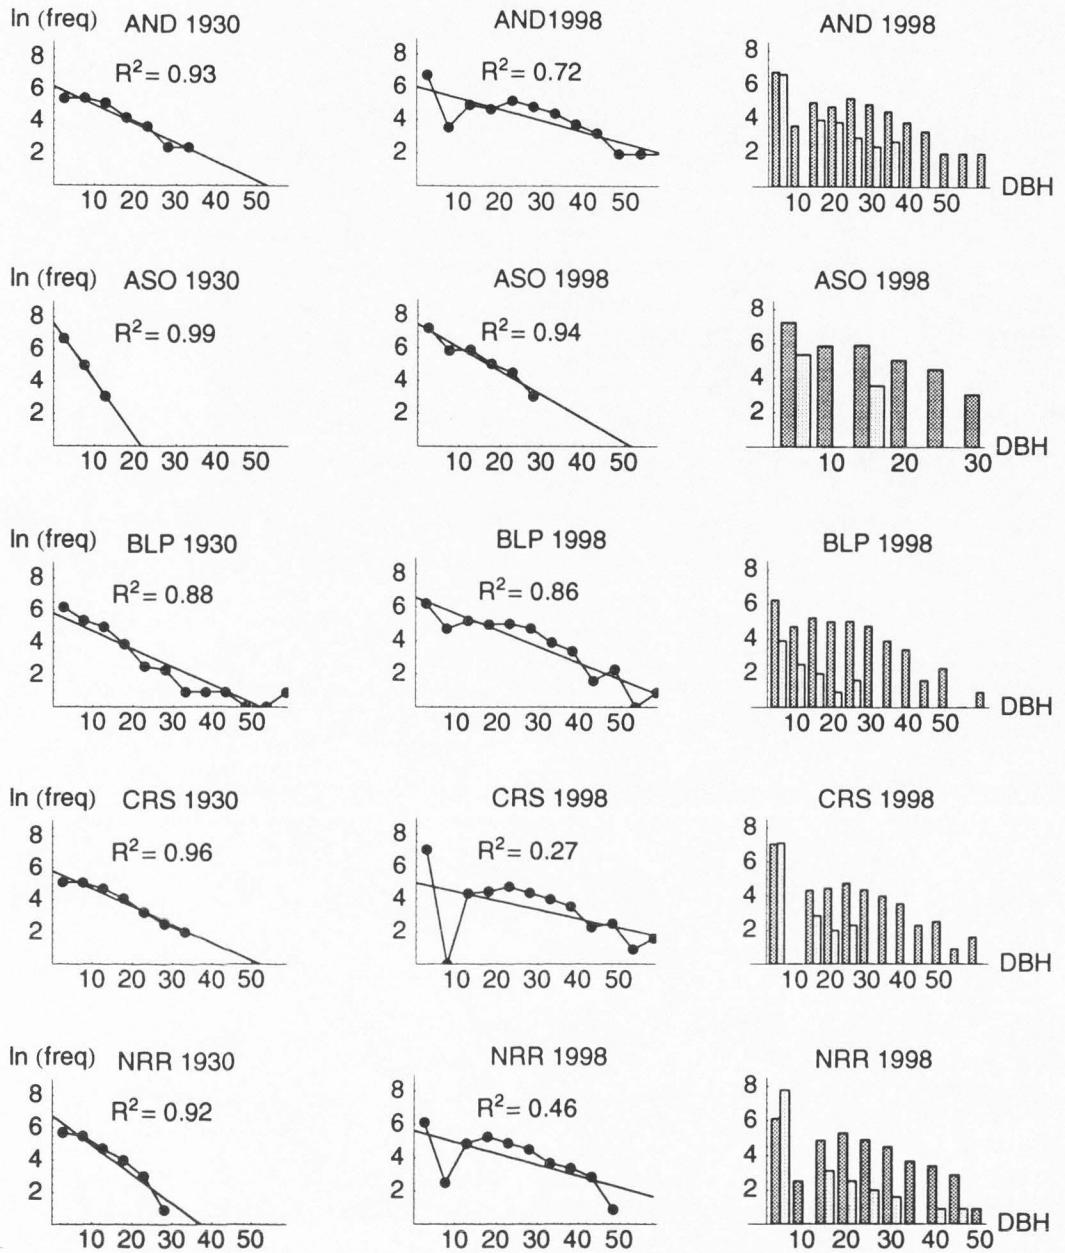 ln (freq) AND 1930 AND1998 AND 1998
R² = 0.93 R² = 0.72
8 8 8
6 6 6
4 4 4
2 2 2
DBH
10 20 30 40 50 10 20 30 40 50 10 20 30 40 50
ln (freq) ASO 1930 ASO 1998 ASO 1998
R² = 0.99 R² = 0.94
8 8 8
6 6 6
4 4 4
2 2 2
DBH
10 20 30 40 50 10 20 30 40 50 10 20 30
ln (freq) BLP 1930 BLP 1998 BLP 1998
R² = 0.88 R² = 0.86
8 8 8
6 6 6
4 4 4
2 2 2
DBH
10 20 30 40 50 10 20 30 40 50 10 20 30 40 50
ln (freq) CRS 1930 CRS 1998 CRS 1998
R² = 0.96 R² = 0.27
8 8 8
6 6 6
4 4 4
2 2 2
DBH
10 20 30 40 50 10 20 30 40 50 10 20 30 40 50
ln (freq) NRR 1930 NRR 1998 NRR 1998
R² = 0.92 R² = 0.46
8 8 8
6 6 6
4 4 4
2 2 2
DBH
10 20 30 40 50 10 20 30 40 50 10 20 30 40 50